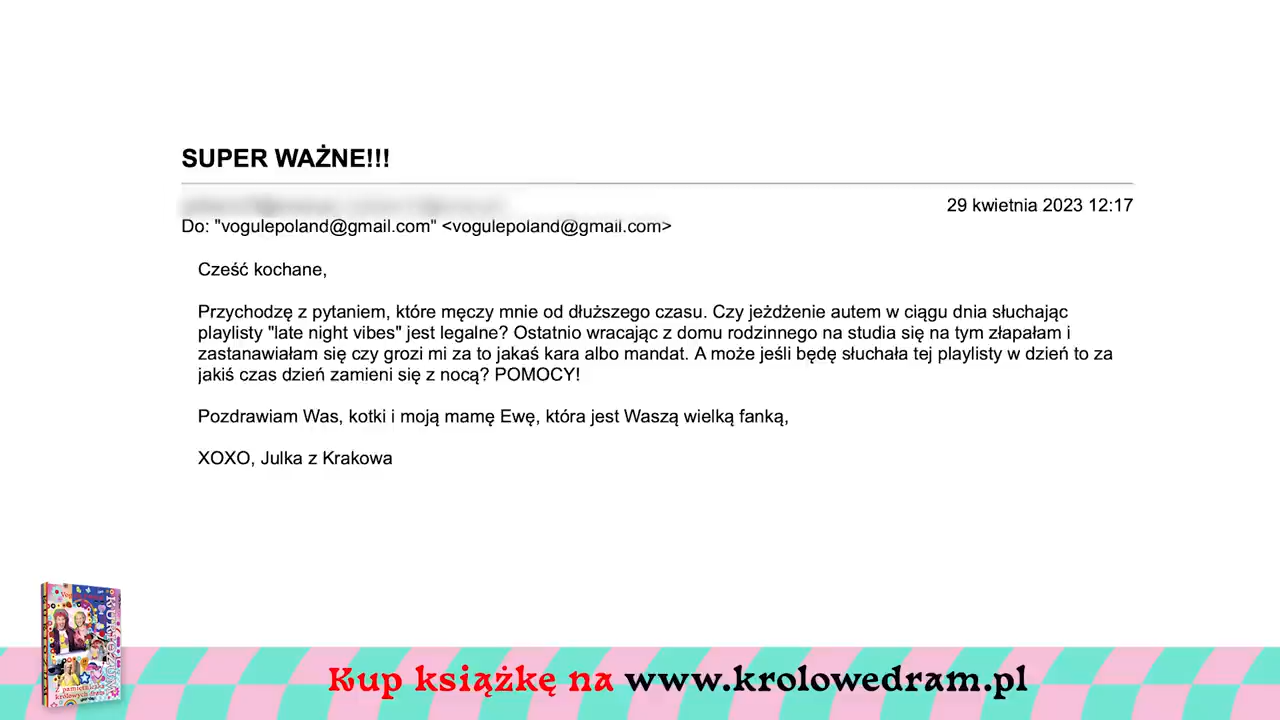 SUPER WAŻNE!!!
29 kwietnia 2023 12:17
Do: "vogulepoland@gmail.com" <vogulepoland@gmail.com>
Cześć kochane,
Przychodzę z pytaniem, które męczy mnie od dłuższego czasu. Czy jeżdżenie autem w ciągu dnia słuchając
playlisty "late night vibes" jest legalne? Ostatnio wracając z domu rodzinnego na studia się na tym złapałam i
zastanawiałam się czy grozi mi za to jakaś kara albo mandat. A może jeśli będę słuchała tej playlisty w dzień to za
jakiś czas dzień zamieni się z nocą? POMOCY!
Pozdrawiam Was, kotki i moją mamę Ewę, która jest Waszą wielką fanką,
XOXO, Julka z Krakowa
Z pamiętnika
królowych dram
Kup książkę na www.krolowedram.pl